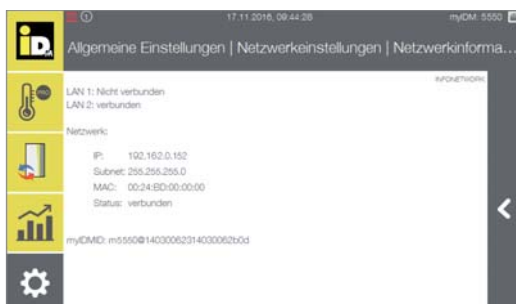 17.11.2016, 09:44:26
myIDM: 5550
iDM
Allgemeine Einstellungen | Netzwerkeinstellungen | Netzwerkinforma...
INFONETWORK
PRO
LAN 1: Nicht verbunden
LAN 2: verbunden
Netzwerk:
IP: 192.162.0.152
Subnet: 255.255.255.0
MAC: 00:24:BD:00:00:00
Status: verbunden
myIDMID: m5550@14030062314030062b0d